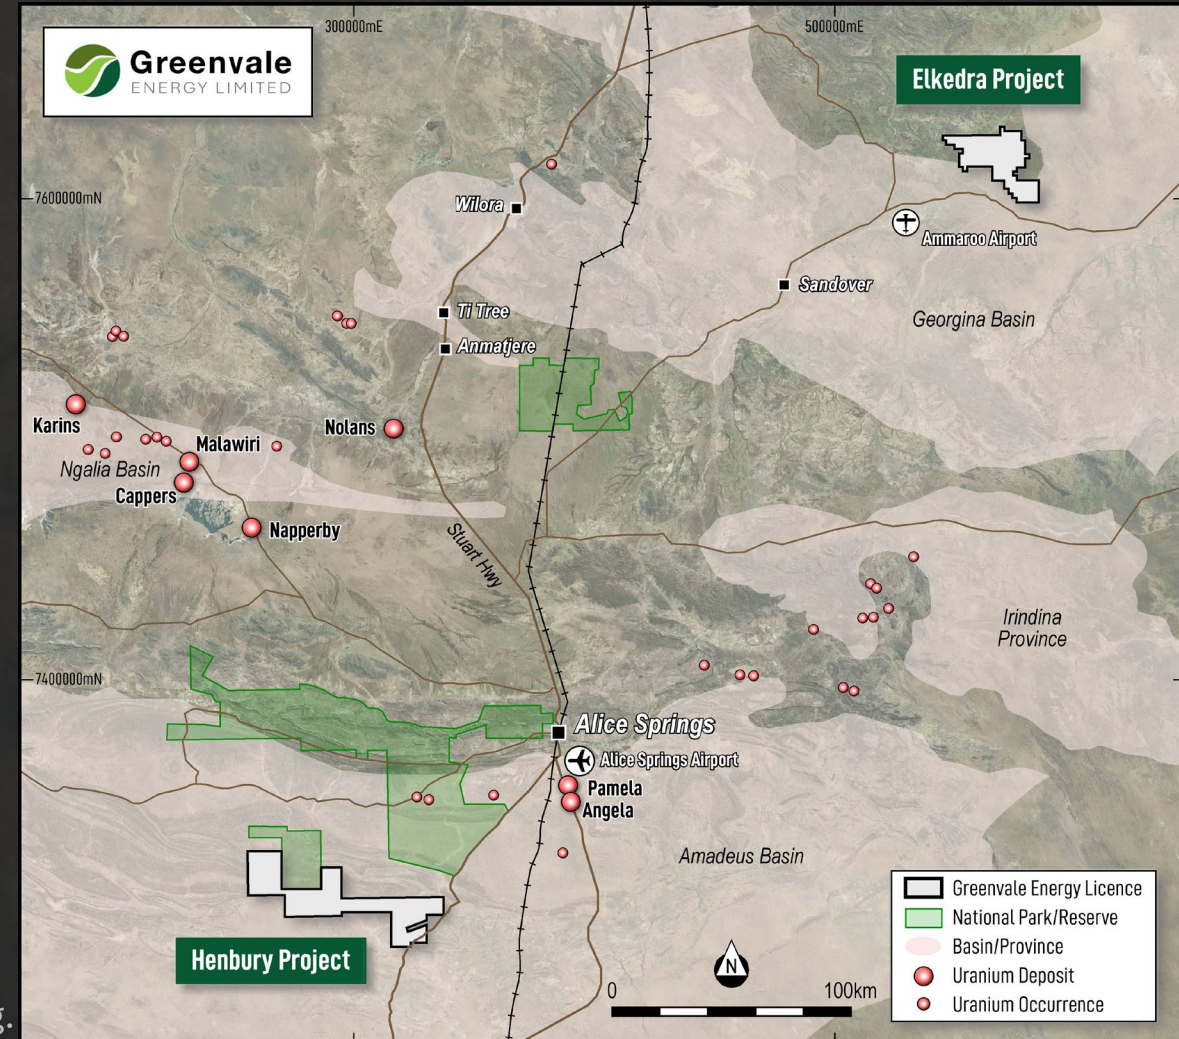 300000mE
500000mE
Greenvale
ENERGY LIMITED
Elkedra Project
7600000mN
Wilora
Ammaroo Airport
Sandover
Ti Tree
Georgina Basin
Anmatjere
Karins
Nolans
Malawiri
Ngalia Basin
Cappers
Napperby
Stuart Hwy
Irindina
Province
7400000mN
Alice Springs
Alice Springs Airport
Pamela
Angela
Amadeus Basin
Henbury Project
N
0 100km
Greenvale Energy Licence
National Park/Reserve
Basin/Province
Uranium Deposit
Uranium Occurrence